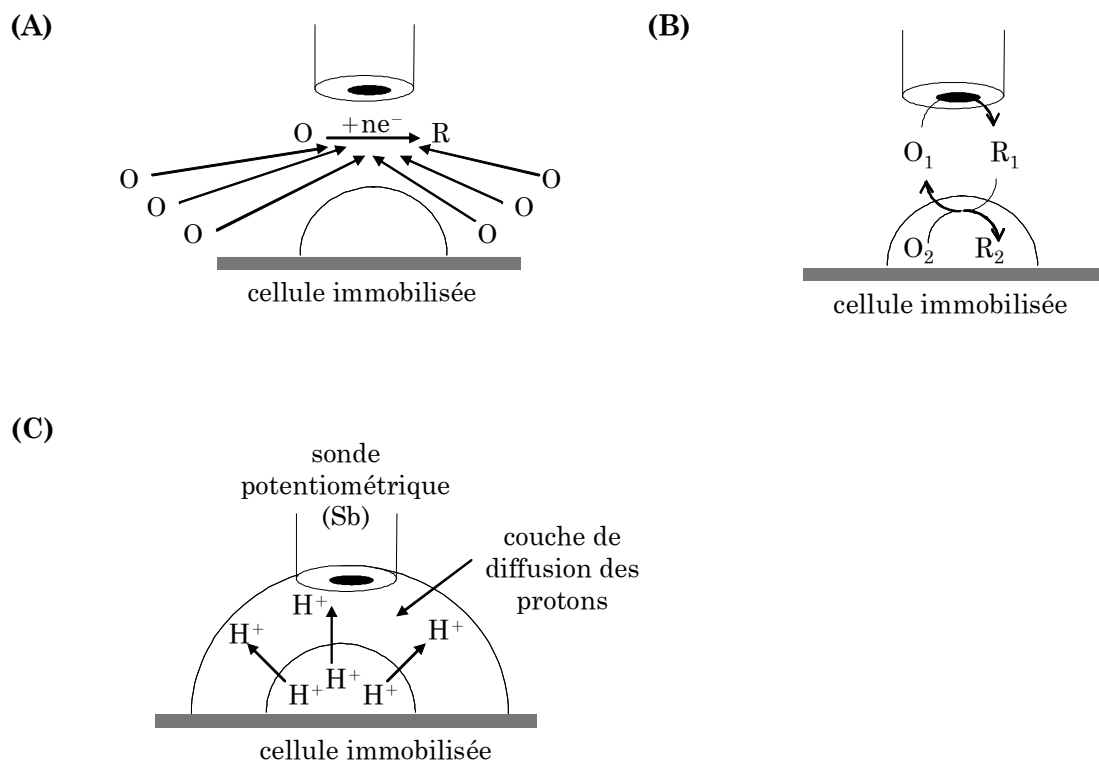 (A)
O +ne⁻ R
O
O
O
O
O
O
cellule immobilisée
(B)
O₁ R₁
O₂ R₂
cellule immobilisée
(C)
sonde
potentiométrique
(Sb)
couche de
diffusion des
protons
H⁺
H⁺ H⁺
H⁺ H⁺ H⁺
cellule immobilisée